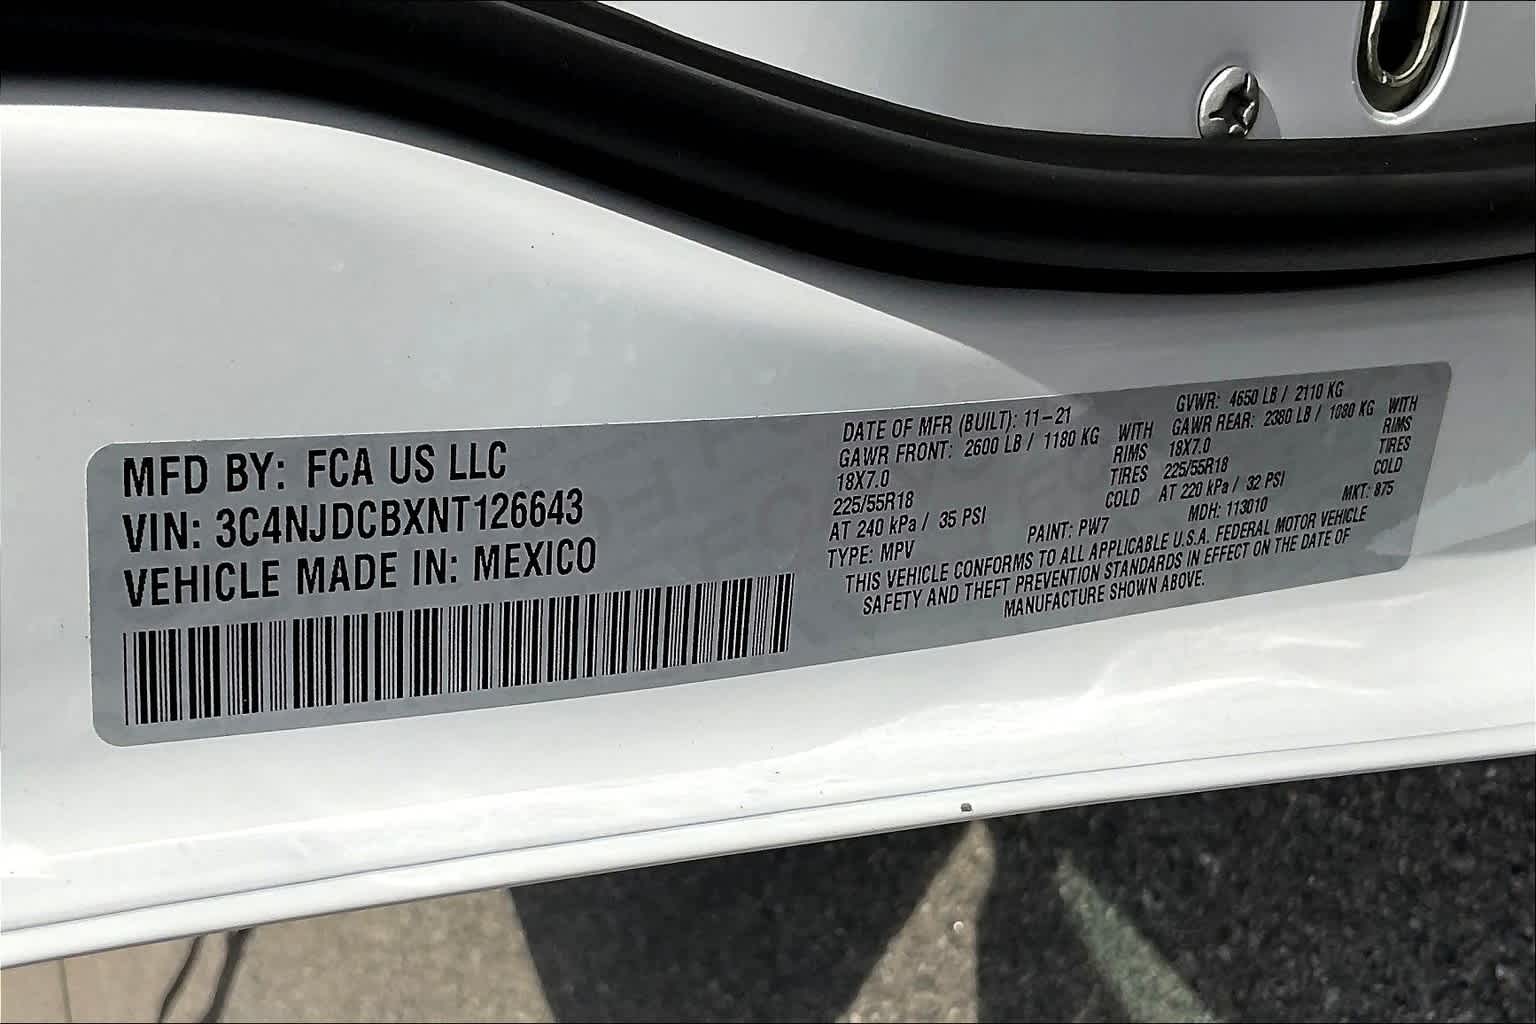 MFD BY: FCA US LLC
VIN: 3C4NJDCBXNT126643
VEHICLE MADE IN: MEXICO
DATE OF MFR (BUILT): 11-21 GVWR: 4650 LB / 2110 KG
GAWR FRONT: 2600 LB / 1180 KG WITH GAWR REAR: 2380 LB / 1080 KG WITH
18X7.0 RIMS 18X7.0 RIMS
225/55R18 TIRES 225/55R18 TIRES
AT 240 kPa / 35 PSI COLD AT 220 kPa / 32 PSI COLD
TYPE: MPV PAINT: PW7 MDH: 113010 MKT: 875
THIS VEHICLE CONFORMS TO ALL APPLICABLE U.S.A. FEDERAL MOTOR VEHICLE
SAFETY AND THEFT PREVENTION STANDARDS IN EFFECT ON THE DATE OF
MANUFACTURE SHOWN ABOVE.